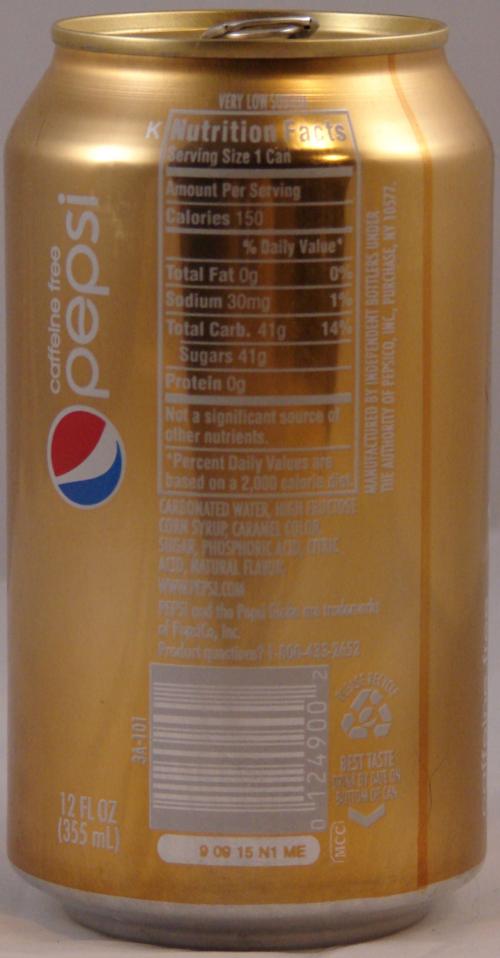 caffeine free
pepsi
12 FL OZ
(355 mL)
VERY LOW SODIUM
K
Nutrition Facts
Serving Size 1 Can
Amount Per Serving
Calories 150
% Daily Value*
Total Fat 0g 0%
Sodium 30mg 1%
Total Carb. 41g 14%
Sugars 41g
Protein 0g
Not a significant source of
other nutrients.
*Percent Daily Values are
based on a 2,000 calorie diet.
CARBONATED WATER, HIGH FRUCTOSE
CORN SYRUP, CARAMEL COLOR,
SUGAR, PHOSPHORIC ACID, CITRIC
ACID, NATURAL FLAVOR.
WWW.PEPSI.COM
PEPSI and the Pepsi Globe are trademarks
of PepsiCo, Inc.
Product questions? 1-800-433-2652
MANUFACTURED BY INDEPENDENT BOTTLERS UNDER
THE AUTHORITY OF PEPSICO, INC., PURCHASE, NY 10577.
3A-101
0 124900 2
PLEASE RECYCLE
BEST TASTE
DRINK BY DATE ON
BOTTOM OF CAN
MCC
9 09 15 N1 ME